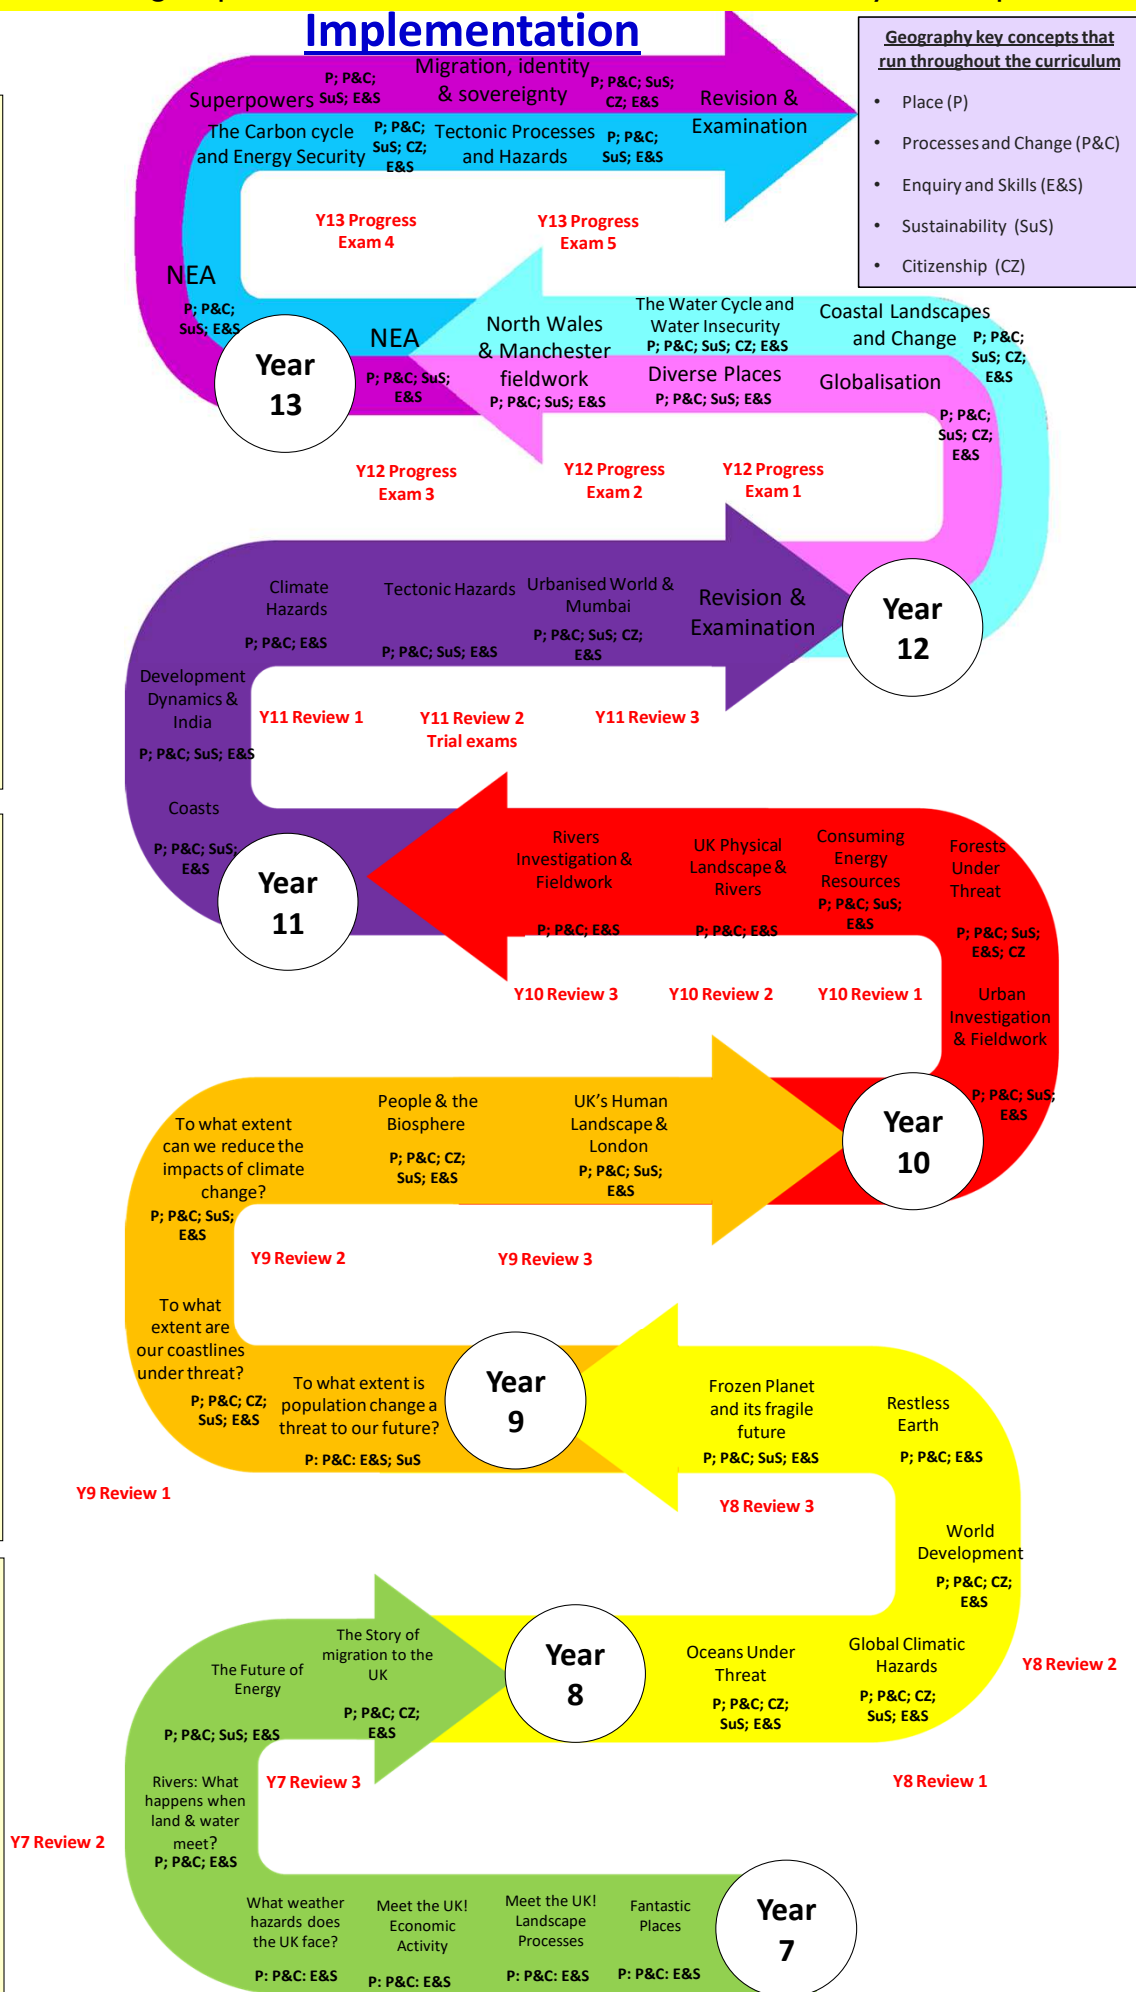 Implementation
Geography key concepts that
run throughout the curriculum
• Place (P)
• Processes and Change (P&C)
• Enquiry and Skills (E&S)
• Sustainability (SuS)
• Citizenship (CZ)
Superpowers
P; P&C;
SuS; E&S
Migration, identity
& sovereignty
P; P&C; SuS;
CZ; E&S
Revision &
Examination
The Carbon cycle
and Energy Security
P; P&C;
SuS; CZ;
E&S
Tectonic Processes
and Hazards
P; P&C;
SuS; E&S
Y13 Progress
Exam 4
Y13 Progress
Exam 5
NEA
P; P&C;
SuS; E&S
Year
13
NEA
P; P&C; SuS;
E&S
North Wales
& Manchester
fieldwork
P; P&C; SuS; E&S
The Water Cycle and
Water Insecurity
P; P&C; SuS; CZ; E&S
Diverse Places
P; P&C; SuS; E&S
Coastal Landscapes
and Change
P; P&C;
SuS; CZ;
E&S
Globalisation
P; P&C;
SuS; CZ;
E&S
Y12 Progress
Exam 3
Y12 Progress
Exam 2
Y12 Progress
Exam 1
Climate
Hazards
P; P&C; E&S
Tectonic Hazards
P; P&C; SuS; E&S
Urbanised World &
Mumbai
P; P&C; SuS; CZ;
E&S
Revision &
Examination
Year
12
Development
Dynamics &
India
P; P&C; SuS; E&S
Y11 Review 1
Y11 Review 2
Trial exams
Y11 Review 3
Coasts
P; P&C; SuS;
E&S
Year
11
Rivers
Investigation &
Fieldwork
P; P&C; E&S
UK Physical
Landscape &
Rivers
P; P&C; E&S
Consuming
Energy
Resources
P; P&C; SuS;
E&S
Forests
Under
Threat
P; P&C; SuS;
E&S; CZ
Y10 Review 3
Y10 Review 2
Y10 Review 1
Urban
Investigation
& Fieldwork
P; P&C; SuS;
E&S
To what extent
can we reduce the
impacts of climate
change?
P; P&C; SuS;
E&S
People & the
Biosphere
P; P&C; CZ;
SuS; E&S
UK's Human
Landscape &
London
P; P&C; SuS;
E&S
Year
10
Y9 Review 2
Y9 Review 3
To what
extent are
our coastlines
under threat?
P; P&C; CZ;
SuS; E&S
To what extent is
population change a
threat to our future?
P: P&C: E&S; SuS
Year
9
Frozen Planet
and its fragile
future
P; P&C; SuS; E&S
Restless
Earth
P; P&C; E&S
Y9 Review 1
Y8 Review 3
World
Development
P; P&C; CZ;
E&S
The Future of
Energy
P; P&C; SuS; E&S
The Story of
migration to the
UK
P; P&C; CZ;
E&S
Year
8
Oceans Under
Threat
P; P&C; CZ;
SuS; E&S
Global Climatic
Hazards
P; P&C; CZ;
SuS; E&S
Y8 Review 2
Rivers: What
happens when
land & water
meet?
P; P&C; E&S
Y7 Review 3
Y8 Review 1
Y7 Review 2
What weather
hazards does
the UK face?
P: P&C: E&S
Meet the UK!
Economic
Activity
P: P&C: E&S
Meet the UK!
Landscape
Processes
P: P&C: E&S
Fantastic
Places
P: P&C: E&S
Year
7